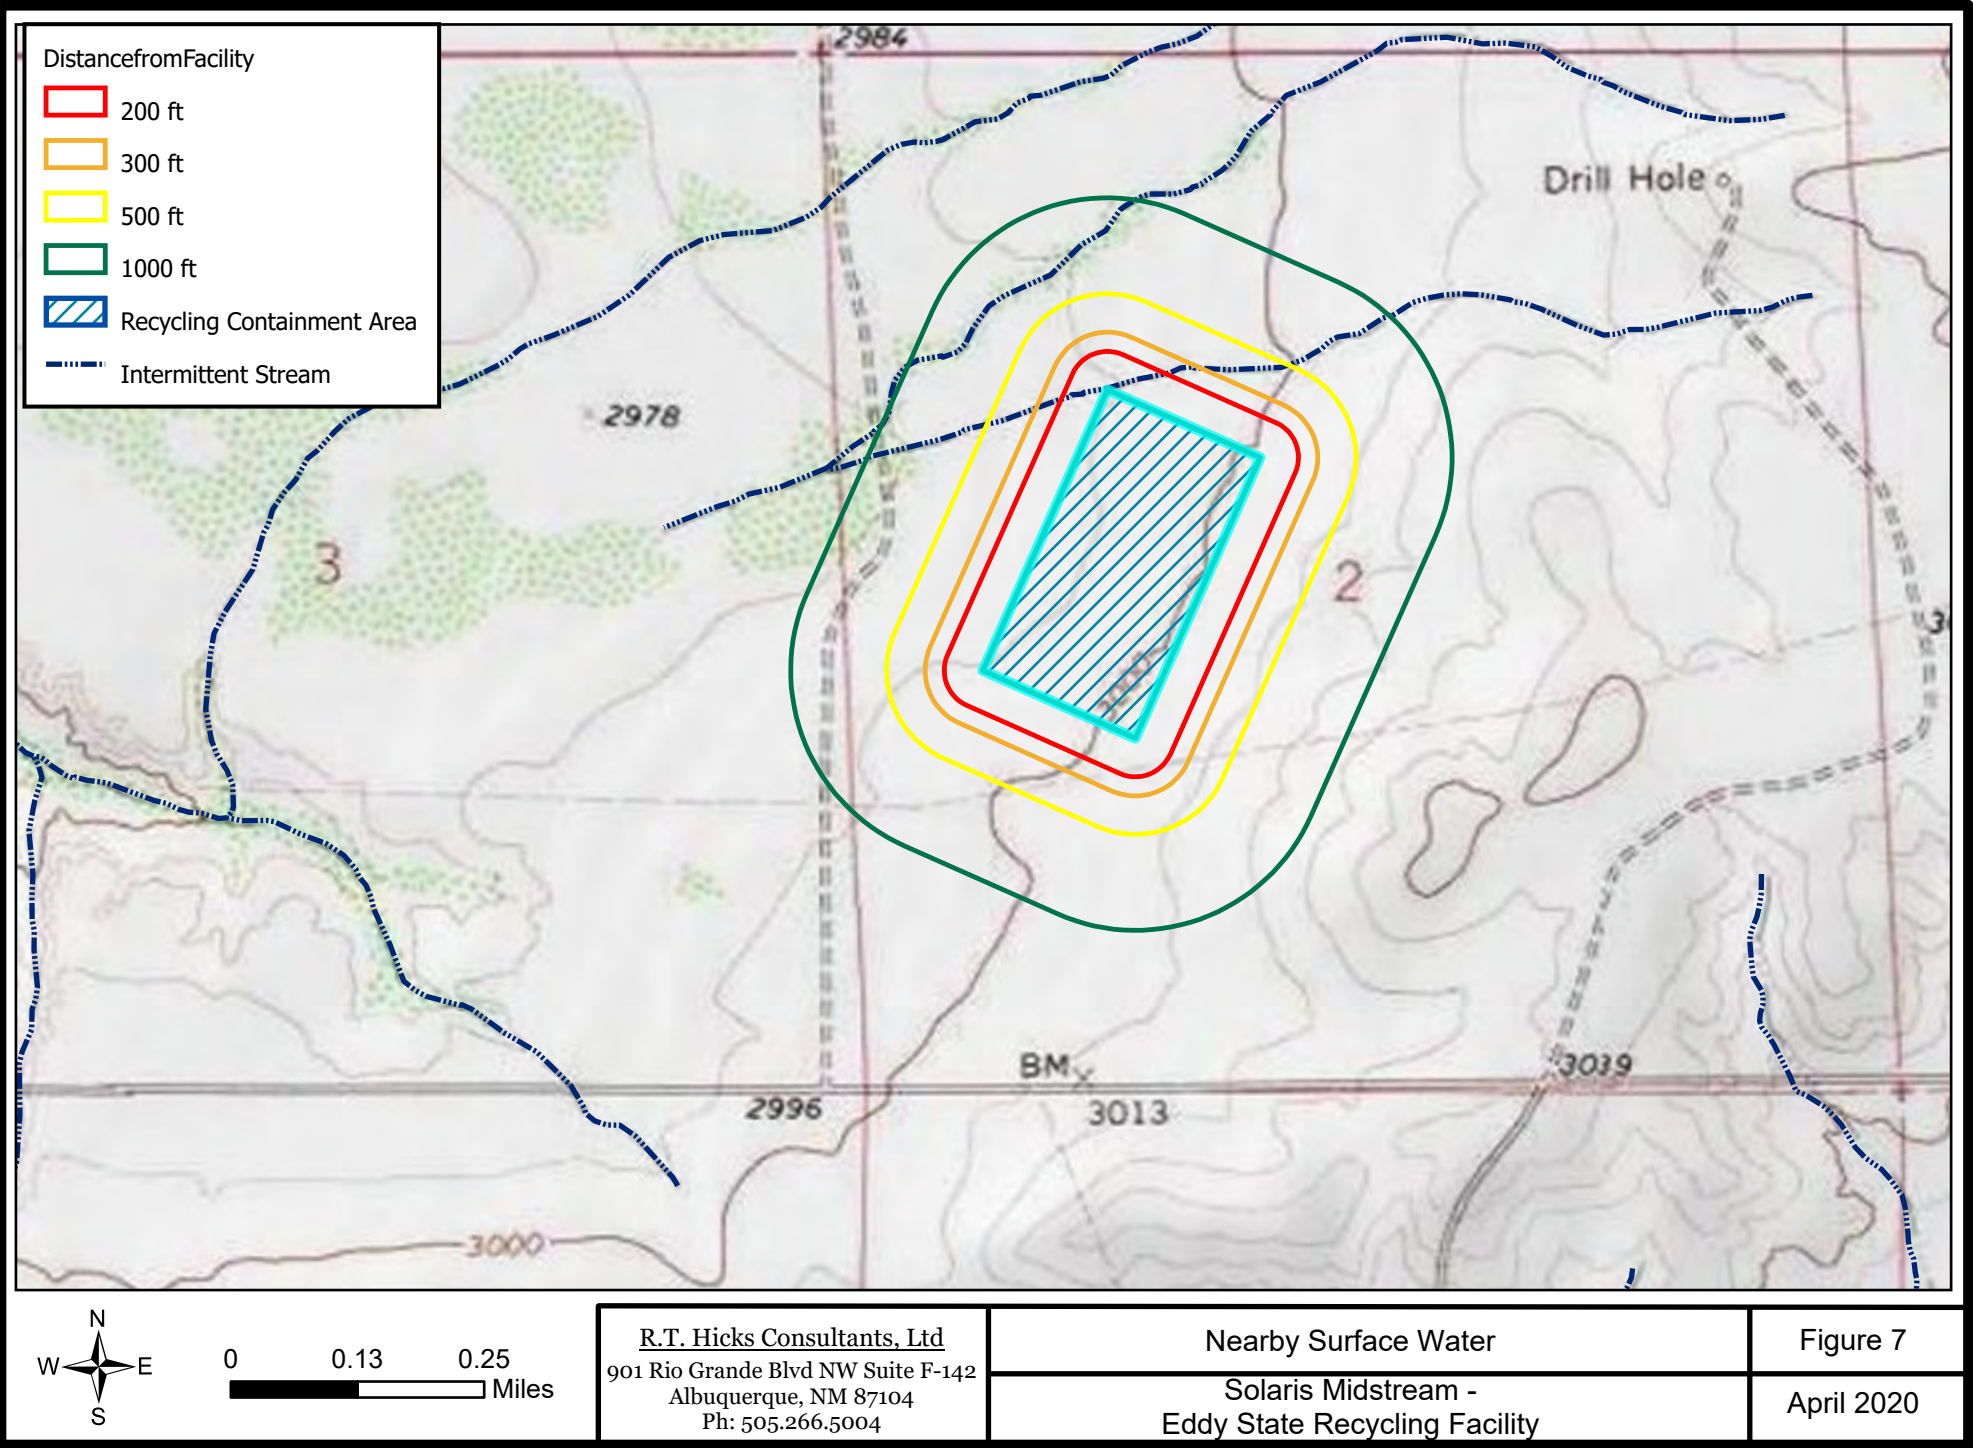 DistancefromFacility
200 ft
300 ft
500 ft
1000 ft
Recycling Containment Area
Intermittent Stream
2984
Drill Hole
2978
3
2
3000
BM
3039
2996
3013
3000
N
W E
S
0 0.13 0.25
Miles
R.T. Hicks Consultants, Ltd
901 Rio Grande Blvd NW Suite F-142
Albuquerque, NM 87104
Ph: 505.266.5004
Nearby Surface Water
Solaris Midstream -
Eddy State Recycling Facility
Figure 7
April 2020